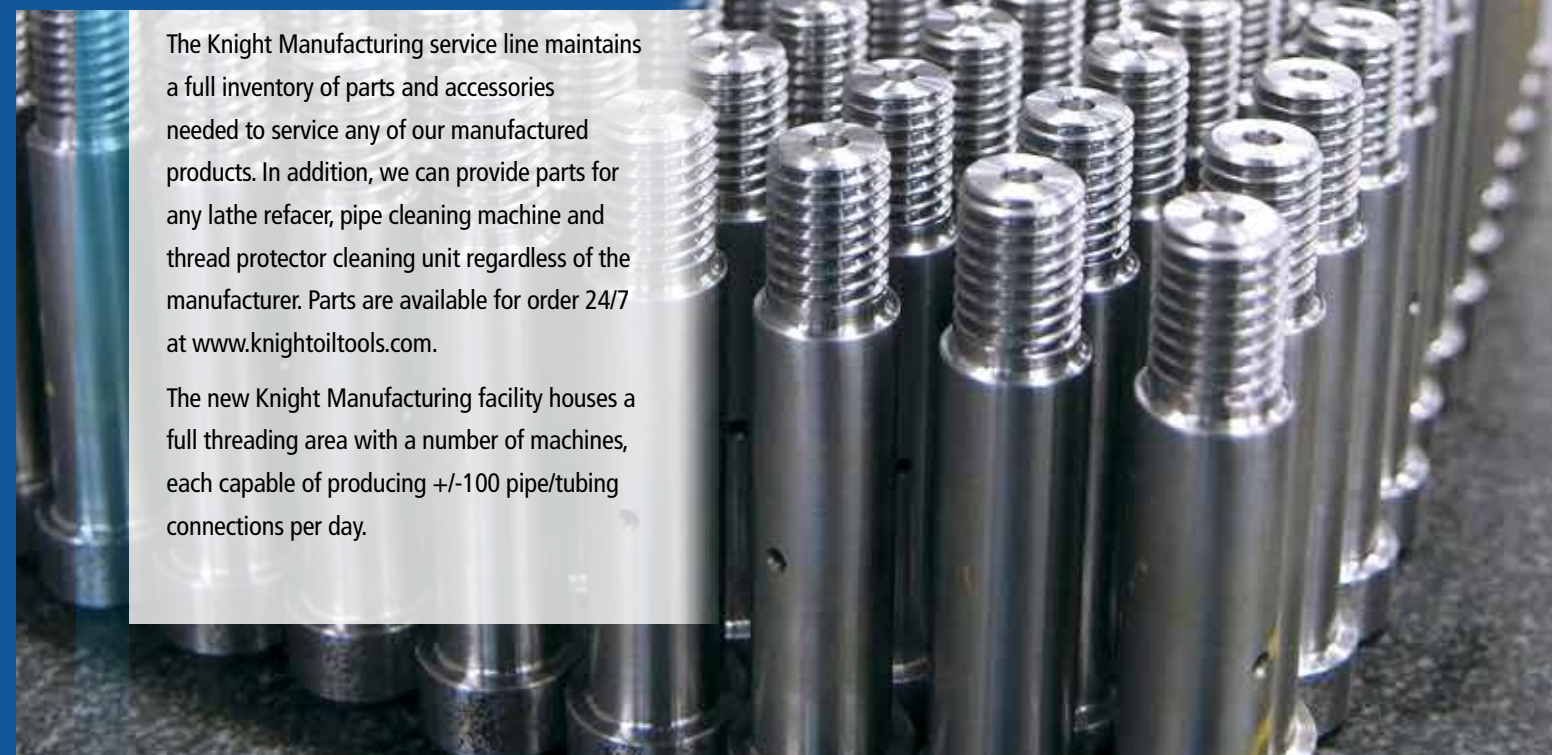 The Knight Manufacturing service line maintains
a full inventory of parts and accessories
needed to service any of our manufactured
products. In addition, we can provide parts for
any lathe refacer, pipe cleaning machine and
thread protector cleaning unit regardless of the
manufacturer. Parts are available for order 24/7
at www.knightoiltools.com.
The new Knight Manufacturing facility houses a
full threading area with a number of machines,
each capable of producing +/-100 pipe/tubing
connections per day.